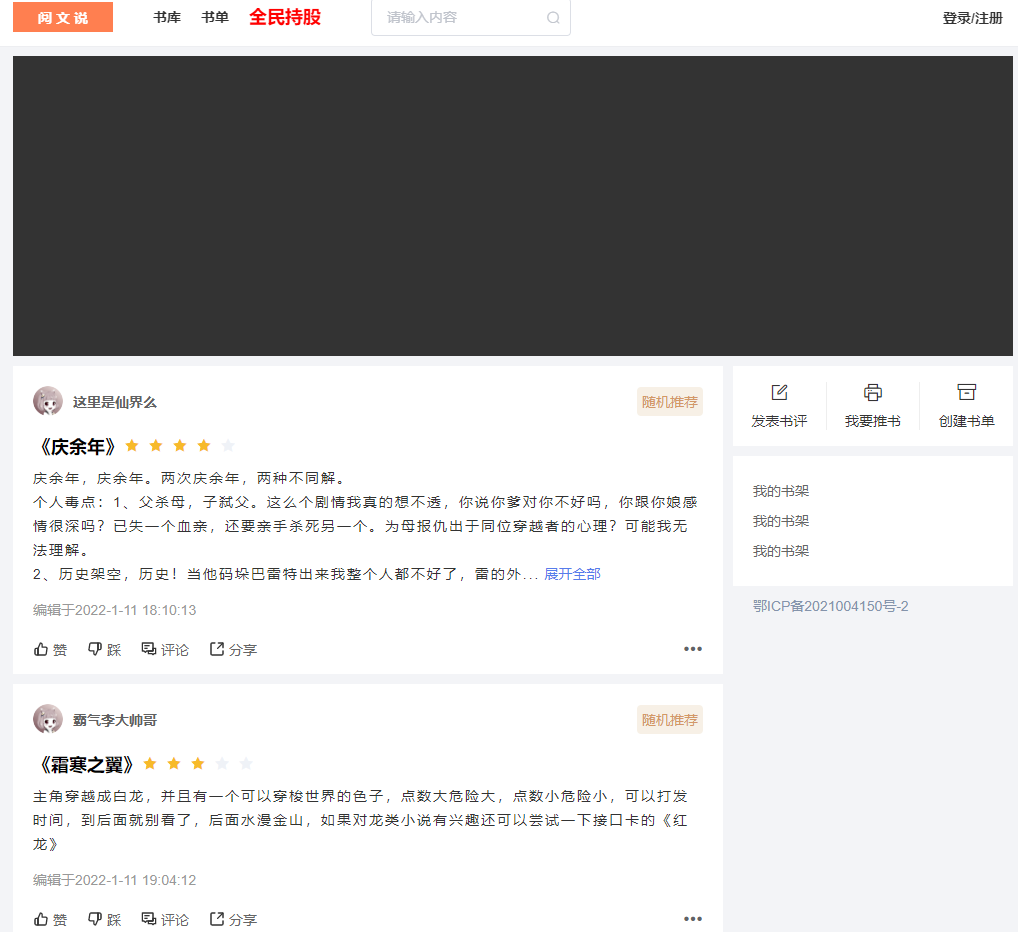 阅文说 书库 书单 全民持股 请输入内容 登录/注册
这里是仙界么 随机推荐
《庆余年》
庆余年，庆余年。两次庆余年，两种不同解。
个人毒点：1、父杀母，子弑父。这么个剧情我真的想不透，你说你爹对你不好吗，你跟你娘感
情很深吗？已失一个血亲，还要亲手杀死另一个。为母报仇出于同位穿越者的心理？可能我无
法理解。
2、历史架空，历史！当他码垛巴雷特出来我整个人都不好了，雷的外... 展开全部
编辑于2022-1-11 18:10:13
赞 踩 评论 分享
霸气李大帅哥 随机推荐
《霜寒之翼》
主角穿越成白龙，并且有一个可以穿梭世界的色子，点数大危险大，点数小危险小，可以打发
时间，到后面就别看了，后面水漫金山，如果对龙类小说有兴趣还可以尝试一下接口卡的《红
龙》
编辑于2022-1-11 19:04:12
赞 踩 评论 分享
发表书评 我要推书 创建书单
我的书架
我的书架
我的书架
鄂ICP备2021004150号-2